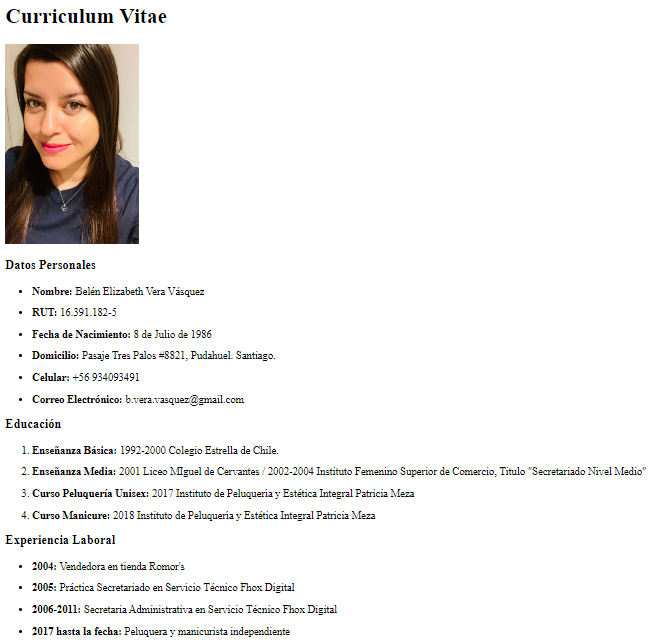 Curriculum Vitae
Datos Personales
Nombre: Belén Elizabeth Vera Vásquez
RUT: 16.391.182-5
Fecha de Nacimiento: 8 de Julio de 1986
Domicilio: Pasaje Tres Palos #8821, Pudahuel. Santiago.
Celular: +56 934093491
Correo Electrónico: b.vera.vasquez@gmail.com
Educación
1. Enseñanza Básica: 1992-2000 Colegio Estrella de Chile.
2. Enseñanza Media: 2001 Liceo MIguel de Cervantes / 2002-2004 Instituto Femenino Superior de Comercio, Titulo "Secretariado Nivel Medio"
3. Curso Peluquería Unisex: 2017 Instituto de Peluquería y Estética Integral Patricia Meza
4. Curso Manicure: 2018 Instituto de Peluquería y Estética Integral Patricia Meza
Experiencia Laboral
2004: Vendedora en tienda Romor's
2005: Práctica Secretariado en Servicio Técnico Fhox Digital
2006-2011: Secretaria Administrativa en Servicio Técnico Fhox Digital
2017 hasta la fecha: Peluquera y manicurista independiente